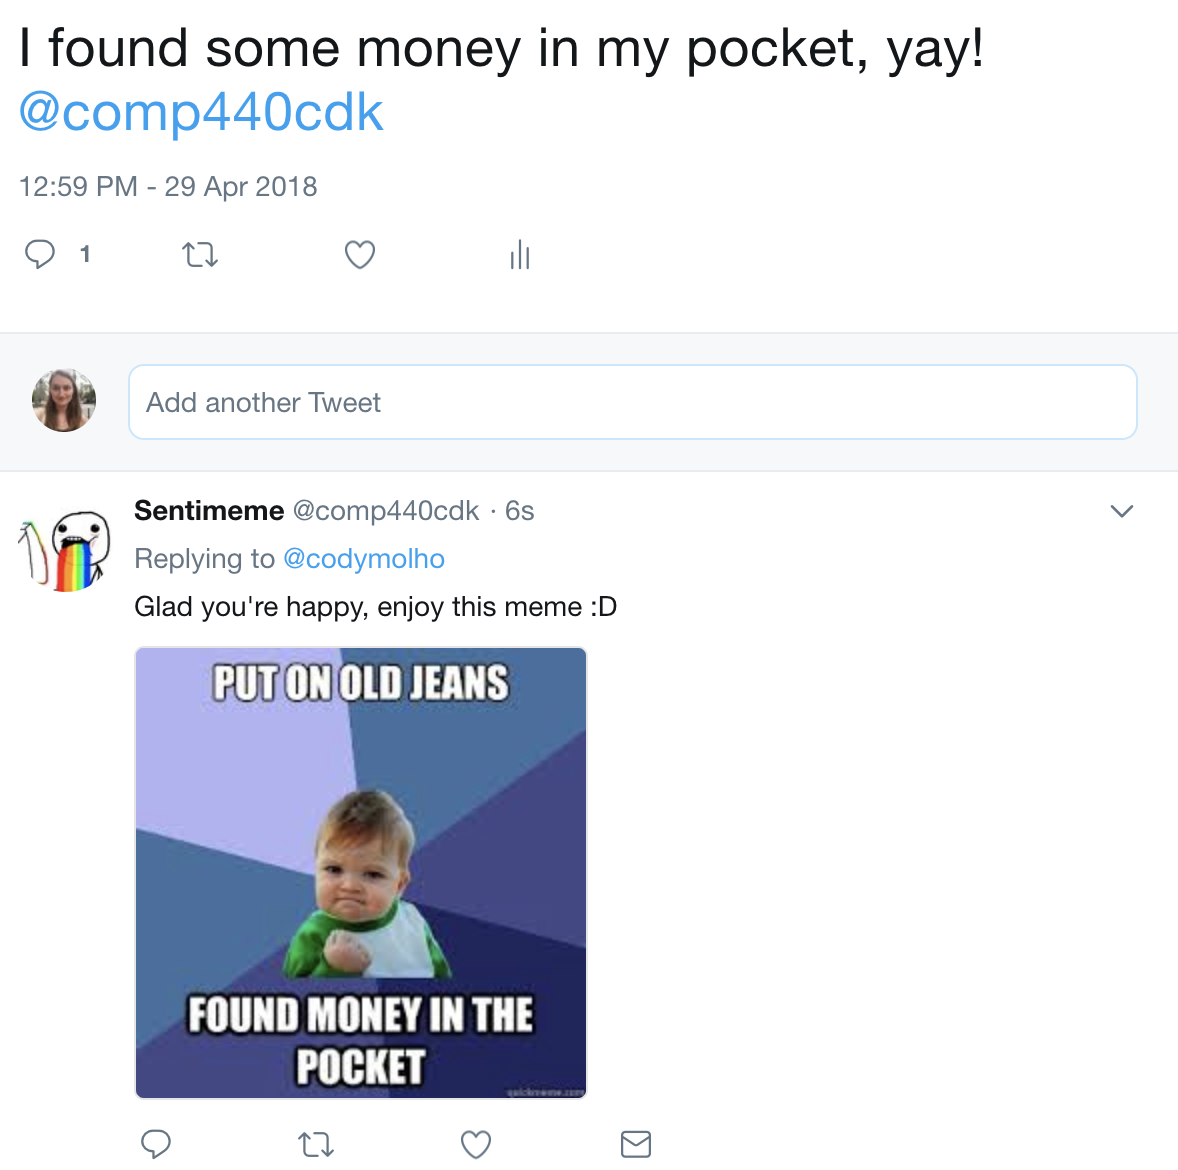 I found some money in my pocket, yay!
@comp440cdk
12:59 PM - 29 Apr 2018
1
Add another Tweet
Sentimeme @comp440cdk · 6s
Replying to @codymolho
Glad you're happy, enjoy this meme :D
PUT ON OLD JEANS
FOUND MONEY IN THE
POCKET
quickmeme.com